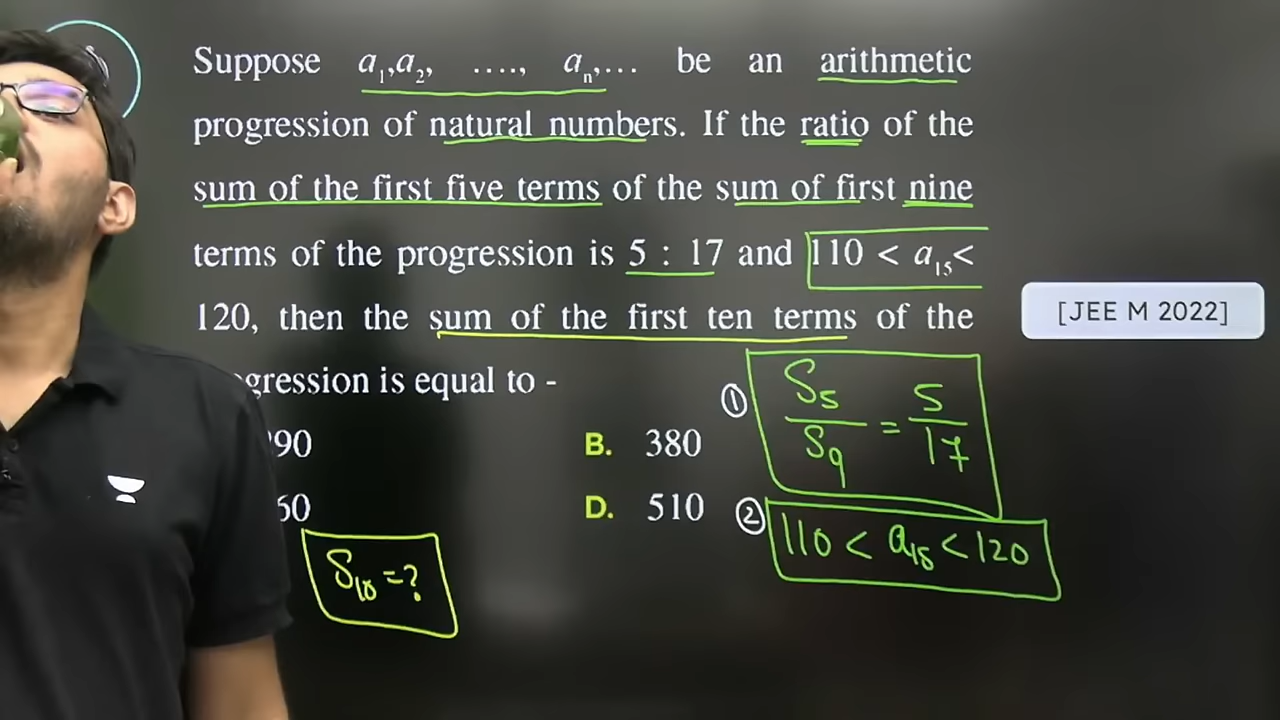 Suppose a₁,a₂, ...., aₙ,... be an arithmetic
progression of natural numbers. If the ratio of the
sum of the first five terms of the sum of first nine
terms of the progression is 5 : 17 and 110 < a₁₅ <
120, then the sum of the first ten terms of the
gression is equal to -
90
B. 380
60
D. 510
[JEE M 2022]
① S₅/S₉ = 5/17
② 110 < a₁₅ < 120
S₁₀ = ?